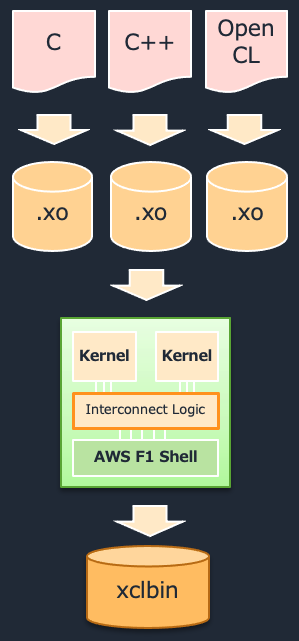 C
C++
Open
CL
.xo
.xo
.xo
Kernel
Kernel
Interconnect Logic
AWS F1 Shell
xclbin